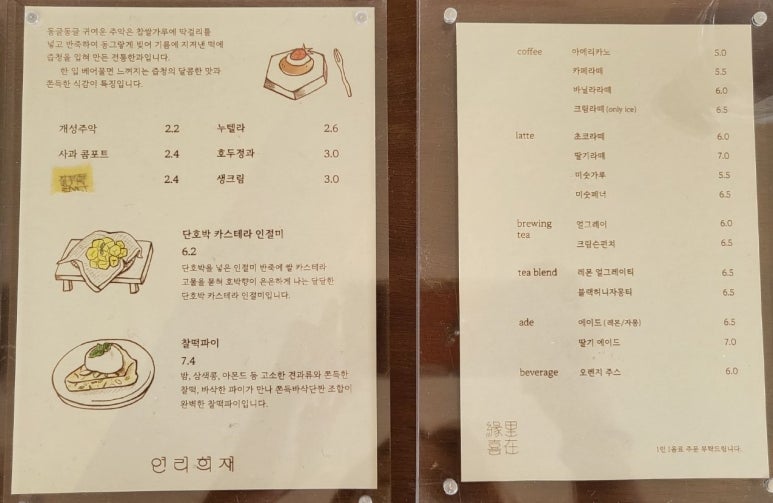 동글동글 귀여운 주악은 찹쌀가루에 막걸리를
넣고 반죽하여 동그랗게 빚어 기름에 지져낸 떡에
즙청을 입혀 만든 전통한과입니다.
한 입 베어물면 느껴지는 즙청의 달콤한 맛과
쫀득한 식감이 특징입니다.
개성주악 2.2 누텔라 2.6
사과 콤포트 2.4 호두정과 3.0
2.4 생크림 3.0
단호박 카스테라 인절미
6.2
단호박을 넣은 인절미 반죽에 쌀 카스테라
고물을 묻혀 호박향이 은은하게 나는 달달한
단호박 카스테라 인절미입니다.
찰떡파이
7.4
밤, 삼색콩, 아몬드 등 고소한 견과류와 쫀득한
찰떡, 바삭한 파이가 만나 쫀득바삭단짠 조합이
완벽한 찰떡파이입니다.
연리희재
coffee 아메리카노 5.0
카페라떼 5.5
바닐라라떼 6.0
크림라떼 (only ice) 6.5
latte 초코라떼 6.0
딸기라떼 7.0
미숫가루 5.5
미숫페너 6.5
brewing 얼그레이 6.0
tea 크림슨펀치 6.5
tea blend 레몬 얼그레이티 6.5
블랙허니자몽티 6.5
ade 에이드 (레몬/자몽) 6.5
딸기 에이드 7.0
beverage 오렌지 주스 6.0
緣里
喜在
1인 1음료 주문 부탁드립니다.